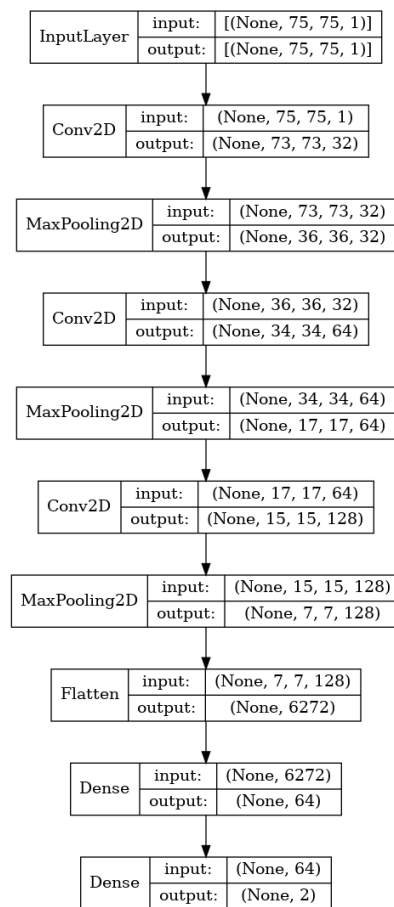 InputLayer
input: [(None, 75, 75, 1)]
output: [(None, 75, 75, 1)]
Conv2D
input: (None, 75, 75, 1)
output: [(None, 73, 73, 32)
MaxPooling2D
input: (None, 73, 73, 32)
output: (None, 36, 36, 32)
Conv2D
input: (None, 36, 36, 32)
output: (None, 34, 34, 64)
MaxPooling2D
input: (None, 34, 34, 64)
output: (None, 17, 17, 64)
Conv2D
input: (None, 17, 17, 64)
output: (None, 15, 15, 128)
MaxPooling2D
input: (None, 15, 15, 128)
output: (None, 7, 7, 128)
Flatten
input: (None, 7, 7, 128)
output: (None, 6272)
Dense
input: (None, 6272)
output: (None, 64)
Dense
input: (None, 64)
output: (None, 2)